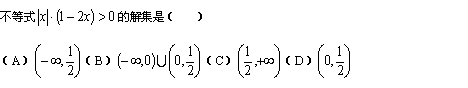 不等式|x|·(1－2x)>0的解集是（　　）
（A）(－∞,1/2)（B）(－∞,0)∪(0,1/2)（C）(1/2,+∞)（D）(0,1/2)